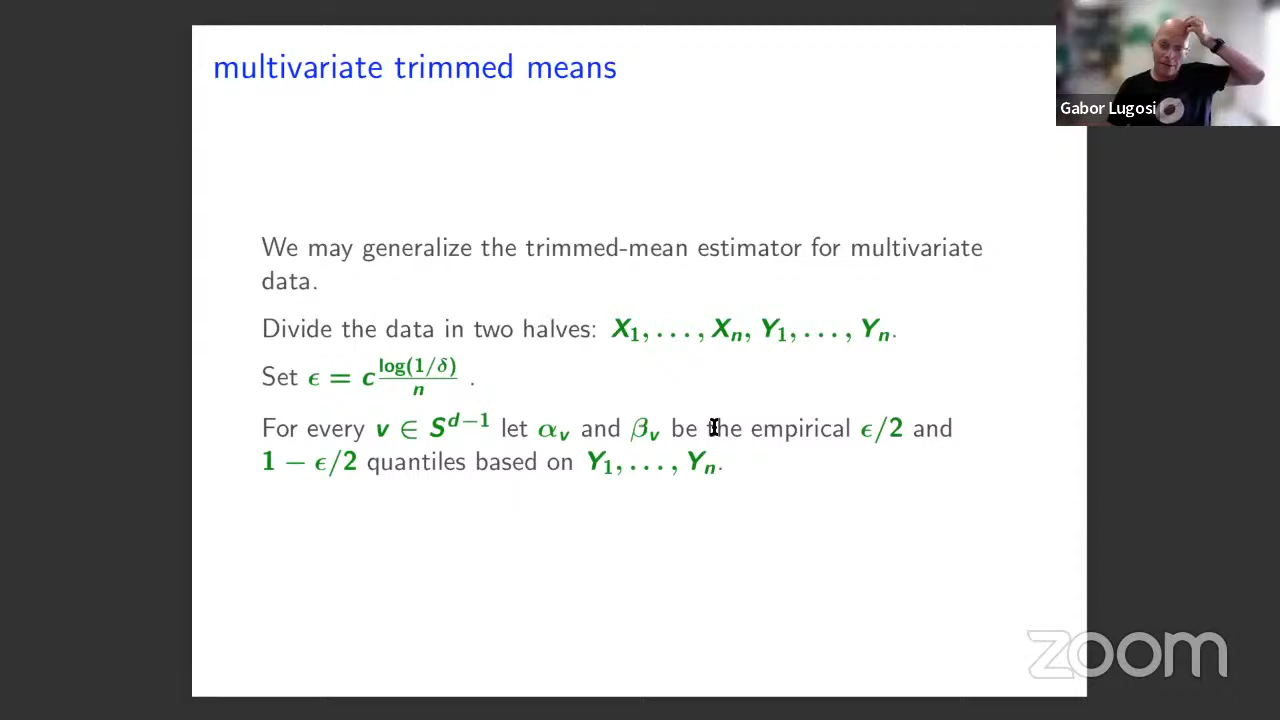 multivariate trimmed means
Gabor Lugosi
We may generalize the trimmed-mean estimator for multivariate
data.
Divide the data in two halves: X₁, . . . , Xₙ, Y₁, . . . , Yₙ.
Set ϵ = c log(1/δ)/n .
For every v ∈ S^{d−1} let α_v and β_v be the empirical ϵ/2 and
1 − ϵ/2 quantiles based on Y₁, . . . , Yₙ.
zoom